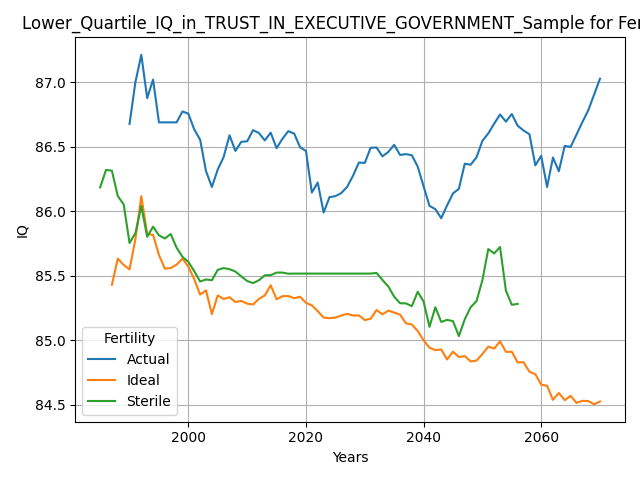 Lower_Quartile_IQ_in_TRUST_IN_EXECUTIVE_GOVERNMENT_Sample for Fer
87.0
86.5
86.0
85.5
85.0
84.5
IQ
Fertility
Actual
Ideal
Sterile
2000 2020 2040 2060
Years